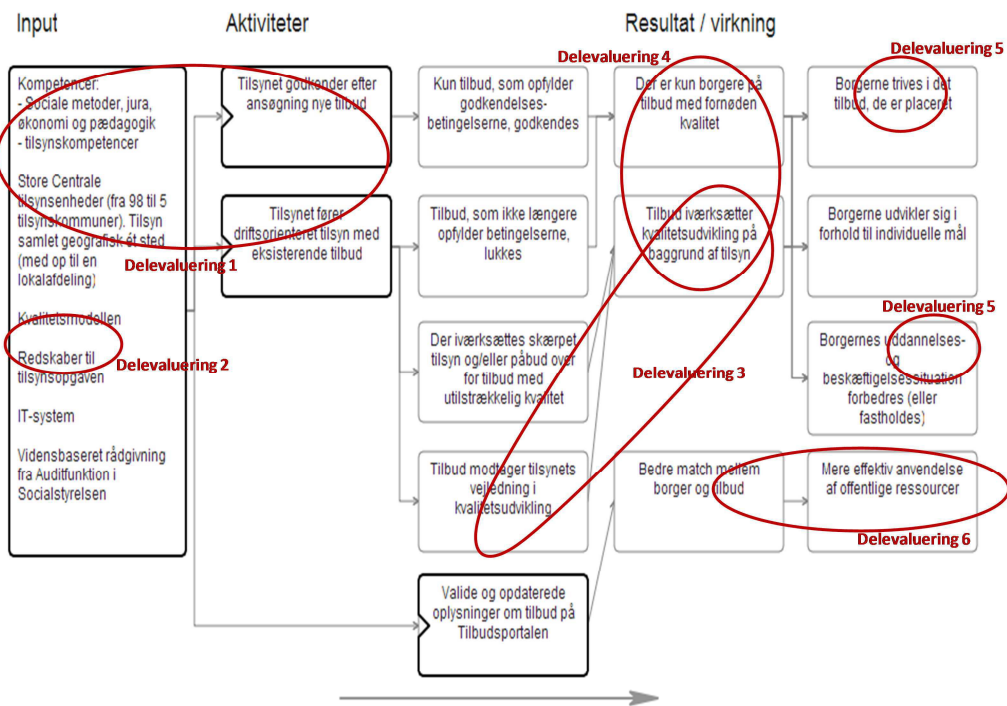 Input
Aktiviteter
Resultat / virkning
Kompetencer:
- Sociale metoder, jura,
økonomi og pædagogik
- tilsynskompetencer
Store Centrale
tilsynsenheder (fra 98 til 5
tilsynskommuner). Tilsyn
samlet geografisk ét sted
(med op til en
lokalafdeling)
Kvalitetsmodellen
Redskaber til
tilsynsopgaven
IT-system
Vidensbaseret rådgivning
fra Auditfunktion i
Socialstyrelsen
Delevaluering 1
Delevaluering 2
Tilsynet godkender efter
ansøgning nye tilbud
Tilsynet fører
driftsorienteret tilsyn med
eksisterende tilbud
Kun tilbud, som opfylder
godkendelses-
betingelserne, godkendes
Tilbud, som ikke længere
opfylder betingelserne,
lukkes
Der iværksættes skærpet
tilsyn og/eller påbud over
for tilbud med
utilstrækkelig kvalitet
Tilbud modtager tilsynets
vejledning i
kvalitetsudvikling
Valide og opdaterede
oplysninger om tilbud på
Tilbudsportalen
Delevaluering 4
Der er kun borgere på
tilbud med fornøden
kvalitet
Tilbud iværksætter
kvalitetsudvikling på
baggrund af tilsyn
Delevaluering 3
Bedre match mellem
borger og tilbud
Delevaluering 5
Borgerne trives i det
tilbud, de er placeret
Borgerne udvikler sig i
forhold til individuelle mål
Delevaluering 5
Borgernes uddannelses-
og
beskæftigelsessituation
forbedres (eller
fastholdes)
Mere effektiv anvendelse
af offentlige ressourcer
Delevaluering 6